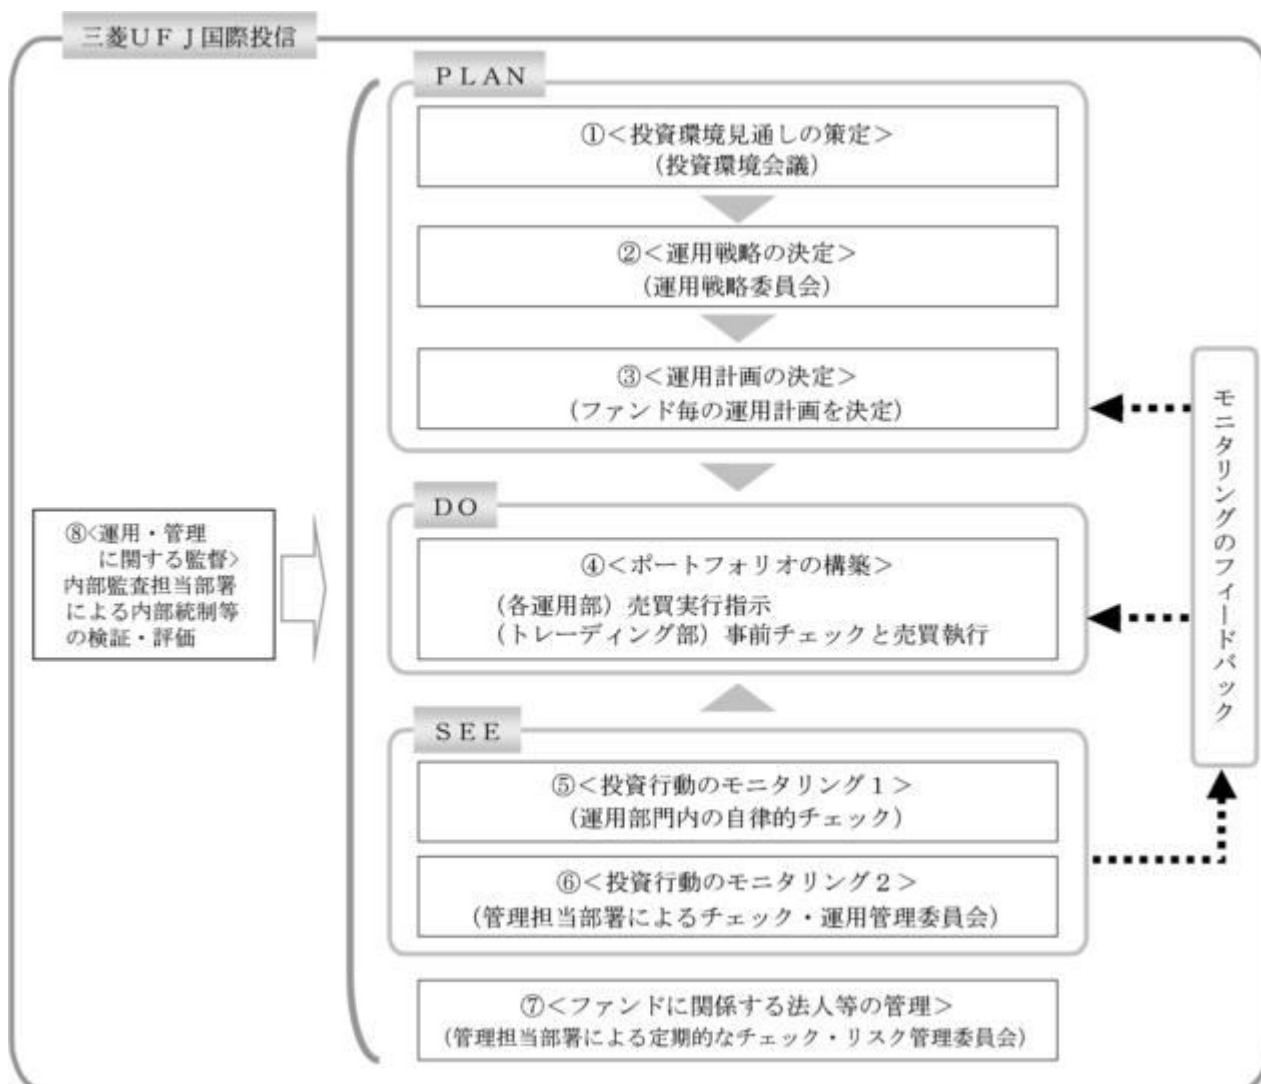 三菱ＵＦＪ国際投信
ＰＬＡＮ
①＜投資環境見通しの策定＞
（投資環境会議）
②＜運用戦略の決定＞
（運用戦略委員会）
③＜運用計画の決定＞
（ファンド毎の運用計画を決定）
ＤＯ
④＜ポートフォリオの構築＞
（各運用部）売買実行指示
（トレーディング部）事前チェックと売買執行
ＳＥＥ
⑤＜投資行動のモニタリング１＞
（運用部門内の自律的チェック）
⑥＜投資行動のモニタリング２＞
（管理担当部署によるチェック・運用管理委員会）
⑦＜ファンドに関係する法人等の管理＞
（管理担当部署による定期的なチェック・リスク管理委員会）
⑧<運用・管理
に関する監督>
内部監査担当部署
による内部統制等
の検証・評価
モニタリングのフィードバック